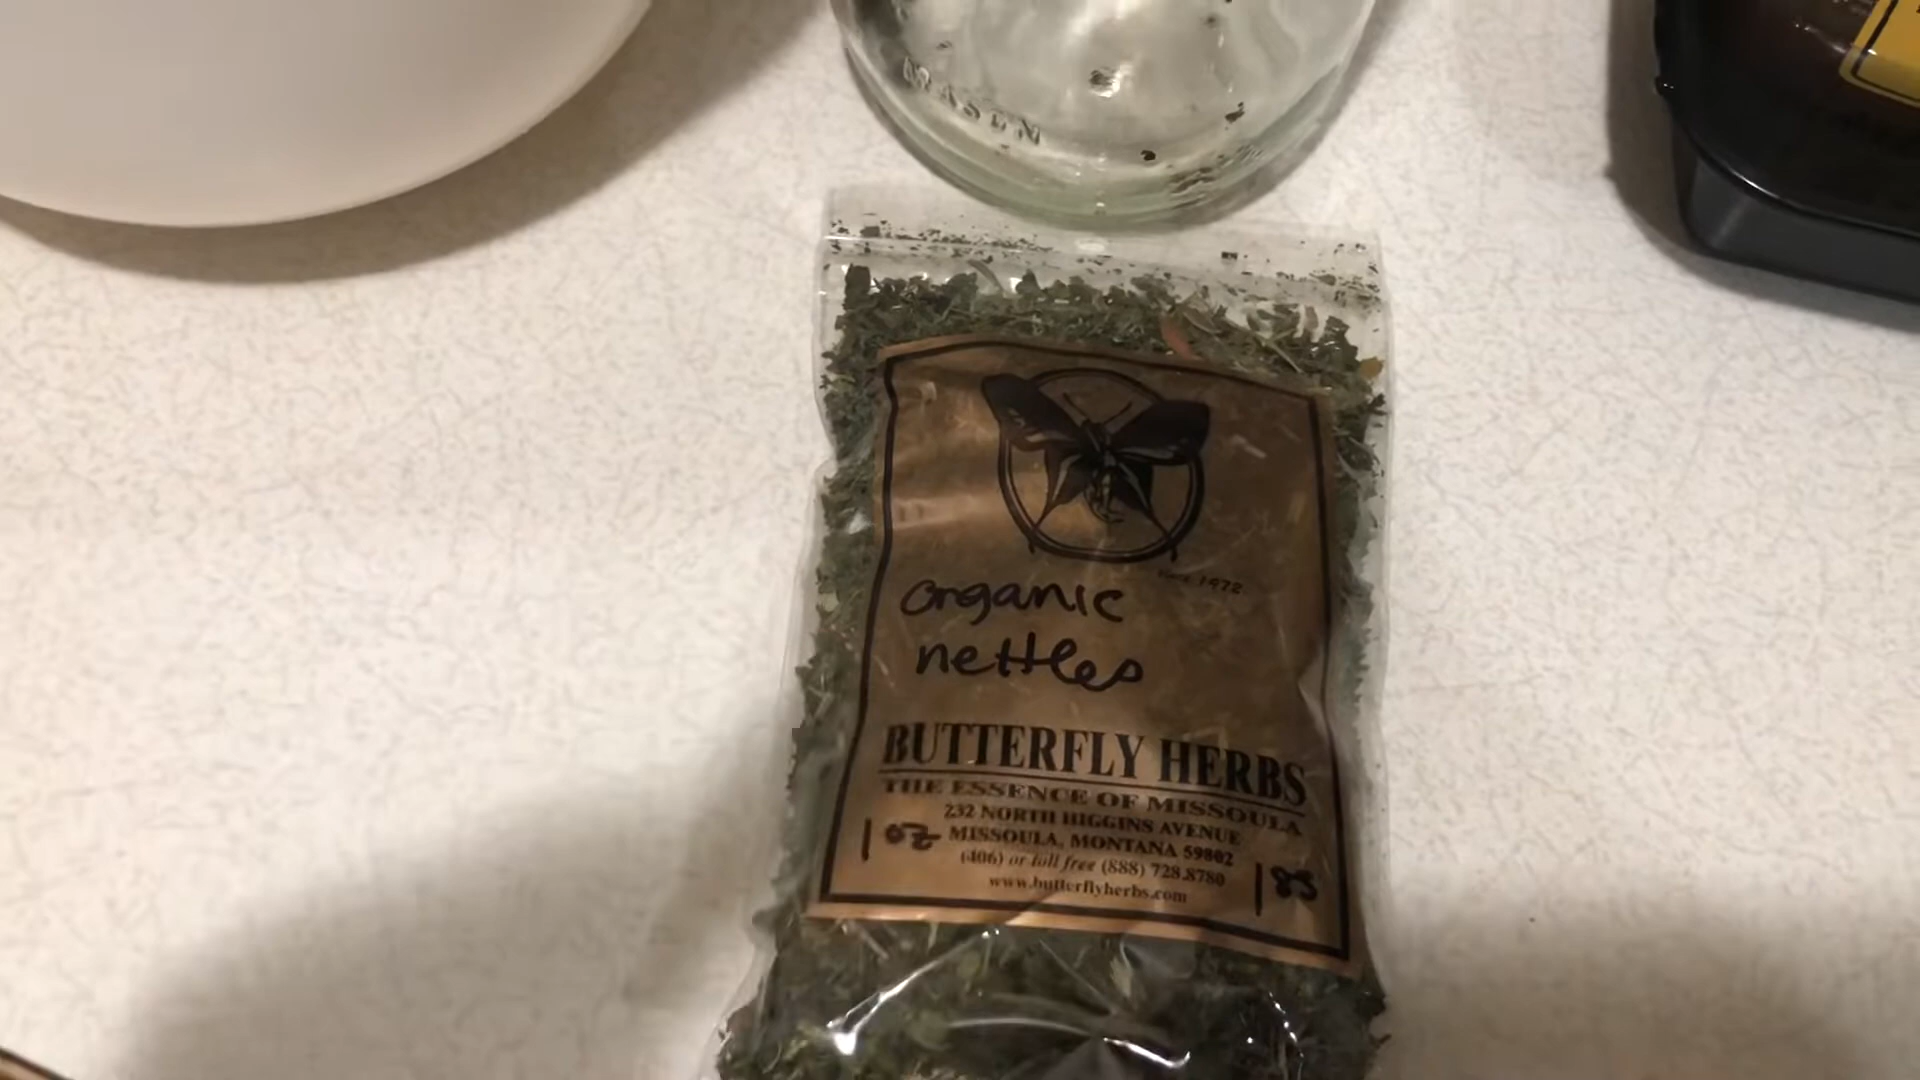 MASON
Since 1972
organic
nettles
BUTTERFLY HERBS
THE ESSENCE OF MISSOULA
232 NORTH HIGGINS AVENUE
1 oz MISSOULA, MONTANA 59802
(406) or toll free (888) 728.8780
www.butterflyherbs.com
185